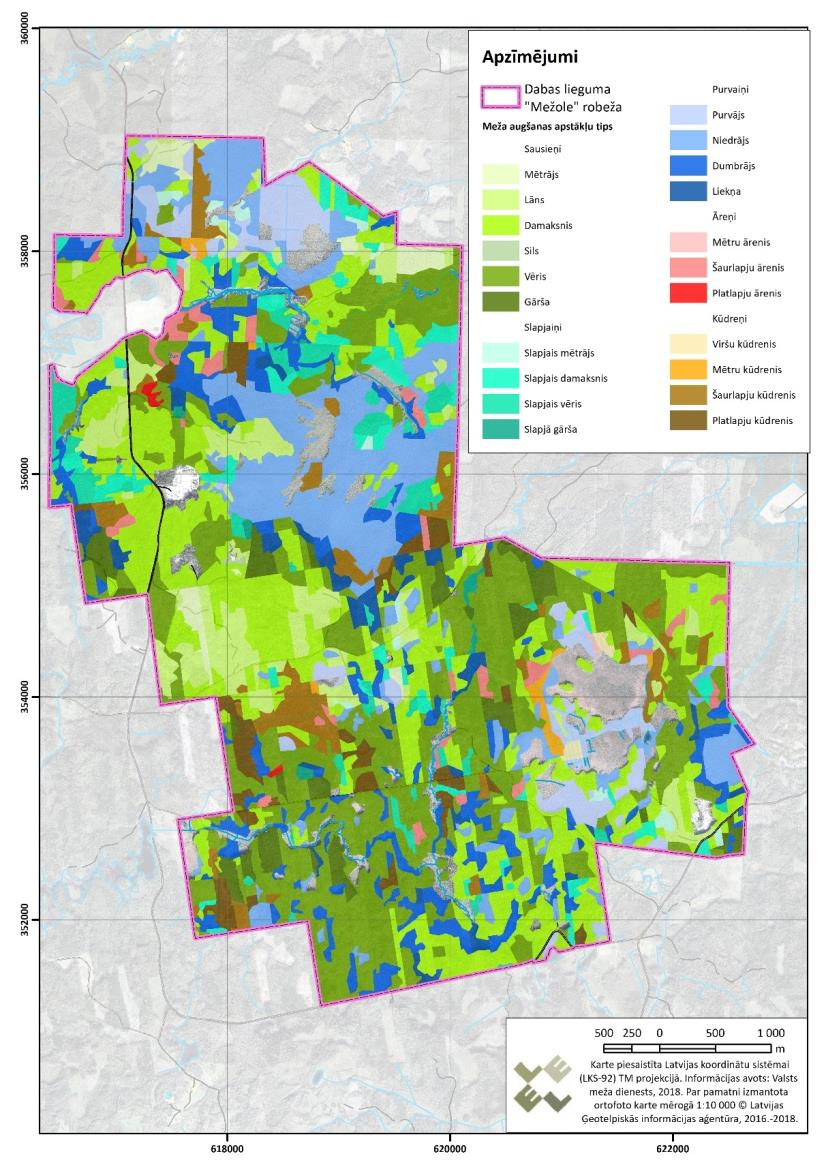 360000
358000
356000
354000
352000
618000
620000
622000
Apzīmējumi
Dabas lieguma
"Mežole" robeža
Meža augšanas apstākļu tips
Sausieņi
Mētrājs
Lāns
Damaksnis
Sils
Vēris
Gārša
Slapjaiņi
Slapjais mētrājs
Slapjais damaksnis
Slapjais vēris
Slapjā gārša
Purvaiņi
Purvājs
Niedrājs
Dumbrājs
Liekņa
Āreņi
Mētru ārenis
Šaurlapju ārenis
Platlapju ārenis
Kūdreņi
Viršu kūdrenis
Mētru kūdrenis
Šaurlapju kūdrenis
Platlapju kūdrenis
500 250 0 500 1 000
m
Karte piesaistīta Latvijas koordinātu sistēmai
(LKS-92) TM projekcijā. Informācijas avots: Valsts
meža dienests, 2018. Par pamatni izmantota
ortofoto karte mērogā 1:10 000 © Latvijas
Ģeotelpiskās informācijas aģentūra, 2016.-2018.